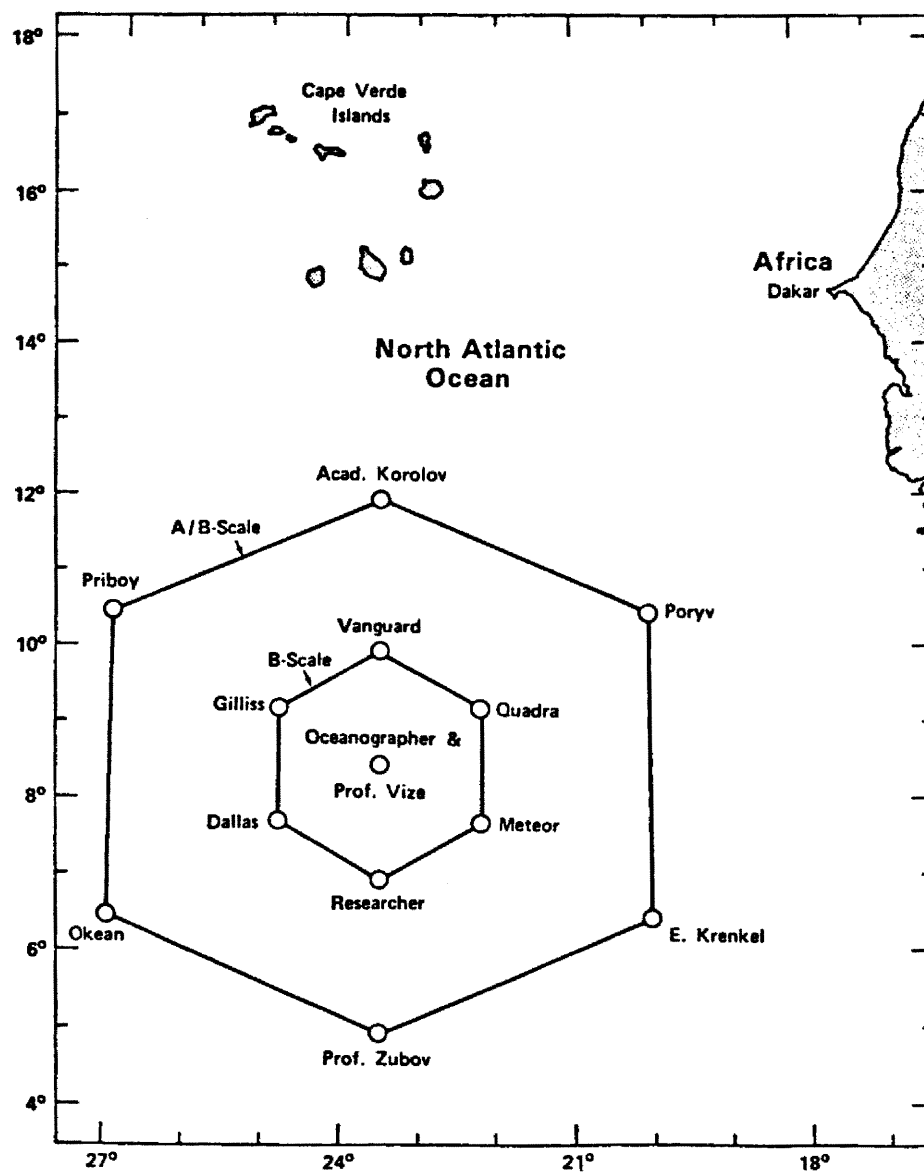 18°
Cape Verde
Islands
16°
Africa
Dakar
14°
North Atlantic
Ocean
12°
Acad. Korolov
A/B-Scale
Priboy
Poryv
10°
Vanguard
B-Scale
Gilliss
Quadra
Oceanographer &
8°
Prof. Vize
Dallas
Meteor
Researcher
Okean
6°
E. Krenkel
Prof. Zubov
4°
27°
24°
21°
18°